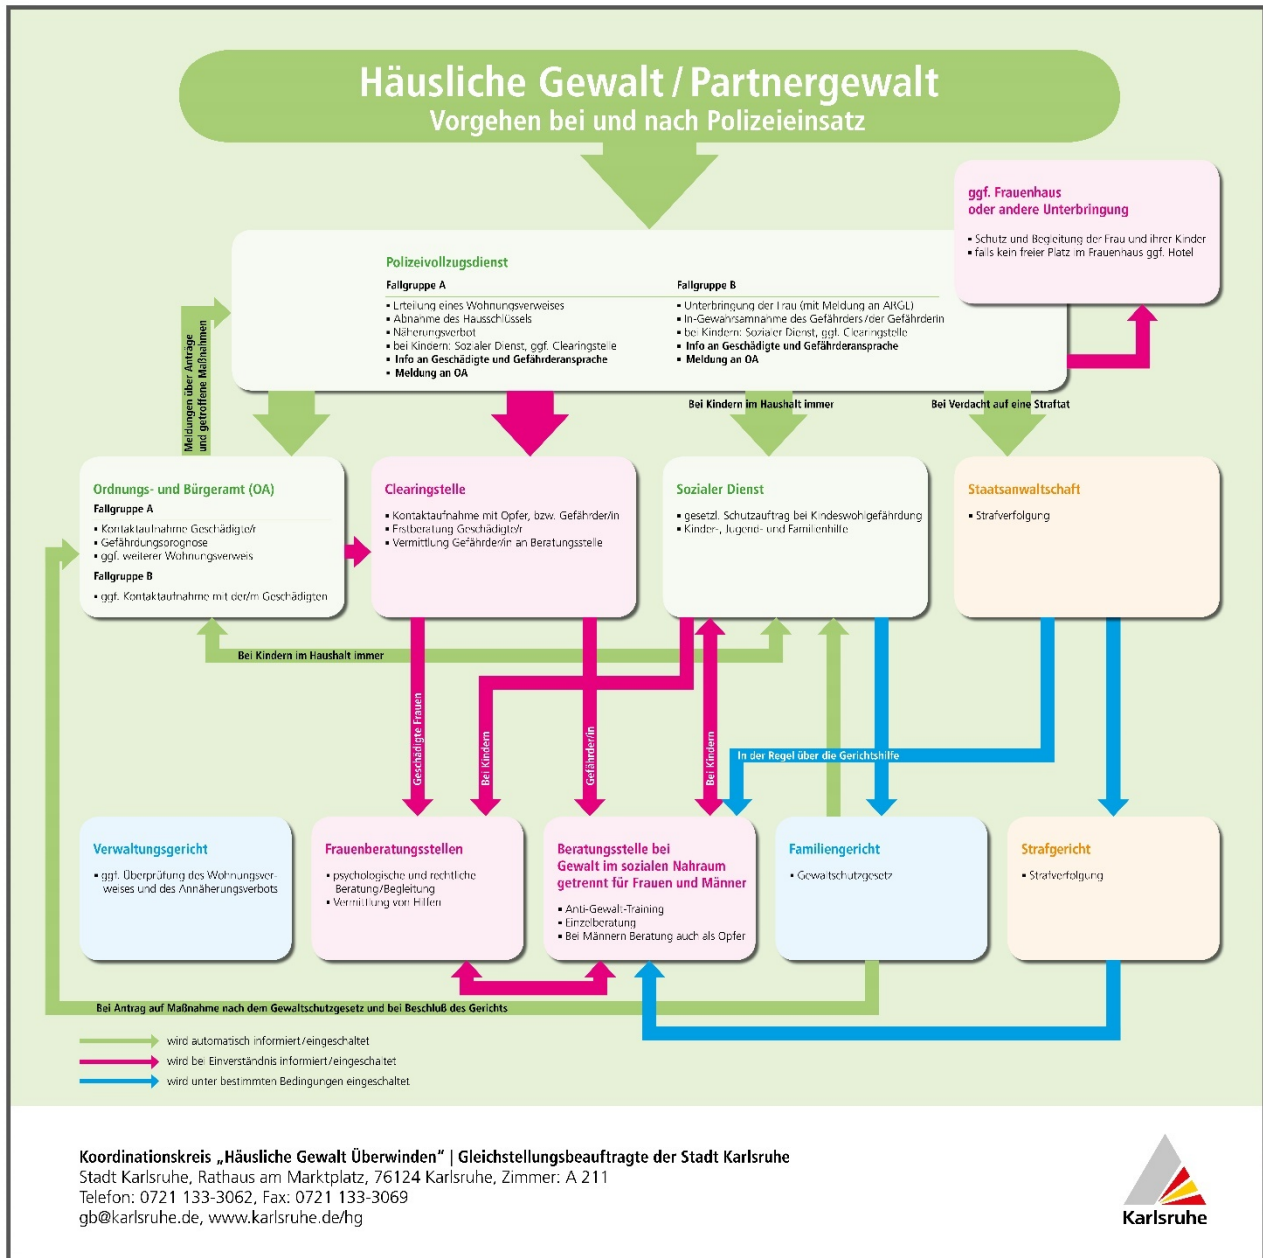 Häusliche Gewalt / Partnergewalt
Vorgehen bei und nach Polizeieinsatz
ggf. Frauenhaus
oder andere Unterbringung
▪ Schutz und Begleitung der Frau und ihrer Kinder
▪ falls kein freier Platz im Frauenhaus ggf. Hotel
Polizeivollzugsdienst
Fallgruppe A
▪ Erteilung eines Wohnungsverweises
▪ Abnahme des Hausschlüssels
▪ Näherungsverbot
▪ bei Kindern: Sozialer Dienst, ggf. Clearingstelle
▪ Info an Geschädigte und Gefährderansprache
▪ Meldung an OA
Fallgruppe B
▪ Unterbringung der Frau (mit Meldung an ARGE)
▪ In-Gewahrsamnahme des Gefährders/der Gefährderin
▪ bei Kindern: Sozialer Dienst, ggf. Clearingstelle
▪ Info an Geschädigte und Gefährderansprache
▪ Meldung an OA
Meldungen über Anträge
und getroffene Maßnahmen
Bei Kindern im Haushalt immer
Bei Verdacht auf eine Straftat
Ordnungs- und Bürgeramt (OA)
Fallgruppe A
▪ Kontaktaufnahme Geschädigte/r
▪ Gefährdungsprognose
▪ ggf. weiterer Wohnungsverweis
Fallgruppe B
▪ ggf. Kontaktaufnahme mit der/m Geschädigten
Clearingstelle
▪ Kontaktaufnahme mit Opfer, bzw. Gefährder/in
▪ Erstberatung Geschädigte/r
▪ Vermittlung Gefährder/in an Beratungsstelle
Sozialer Dienst
▪ gesetzl. Schutzauftrag bei Kindeswohlgefährdung
▪ Kinder-, Jugend- und Familienhilfe
Staatsanwaltschaft
▪ Strafverfolgung
Bei Kindern im Haushalt immer
Geschädigte Frauen
Bei Kindern
Gefährder/in
Bei Kindern
In der Regel über die Gerichtshilfe
Verwaltungsgericht
▪ ggf. Überprüfung des Wohnungsver-
weises und des Annäherungsverbots
Frauenberatungsstellen
▪ psychologische und rechtliche
Beratung/Begleitung
▪ Vermittlung von Hilfen
Beratungsstelle bei
Gewalt im sozialen Nahraum
getrennt für Frauen und Männer
▪ Anti-Gewalt-Training
▪ Einzelberatung
▪ Bei Männern Beratung auch als Opfer
Familiengericht
▪ Gewaltschutzgesetz
Strafgericht
▪ Strafverfolgung
Bei Antrag auf Maßnahme nach dem Gewaltschutzgesetz und bei Beschluß des Gerichts
wird automatisch informiert/eingeschaltet
wird bei Einverständnis informiert/eingeschaltet
wird unter bestimmten Bedingungen eingeschaltet
Koordinationskreis „Häusliche Gewalt Überwinden“ | Gleichstellungsbeauftragte der Stadt Karlsruhe
Stadt Karlsruhe, Rathaus am Marktplatz, 76124 Karlsruhe, Zimmer: A 211
Telefon: 0721 133-3062, Fax: 0721 133-3069
gb@karlsruhe.de, www.karlsruhe.de/hg
Karlsruhe